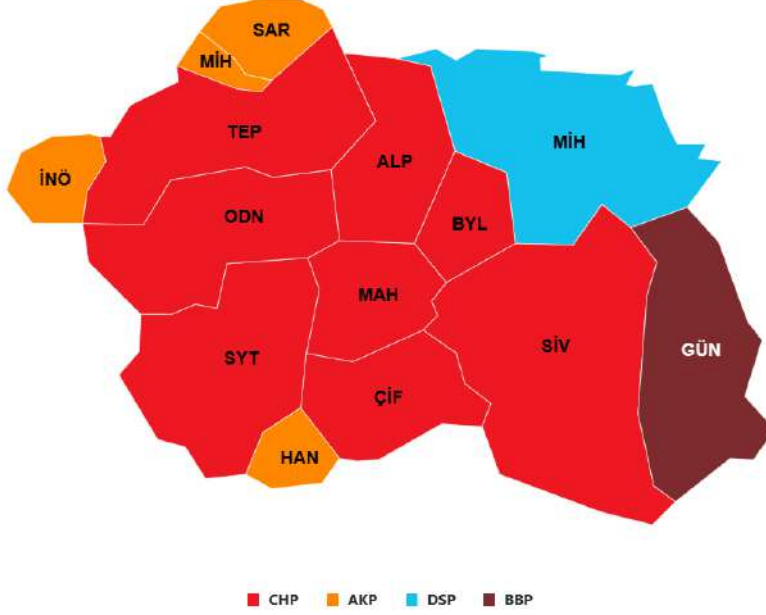 SAR
MİH
TEP
MİH
ALP
İNÖ
ODN
BYL
MAH
SİV
GÜN
SYT
ÇİF
HAN
CHP AKP DSP BBP